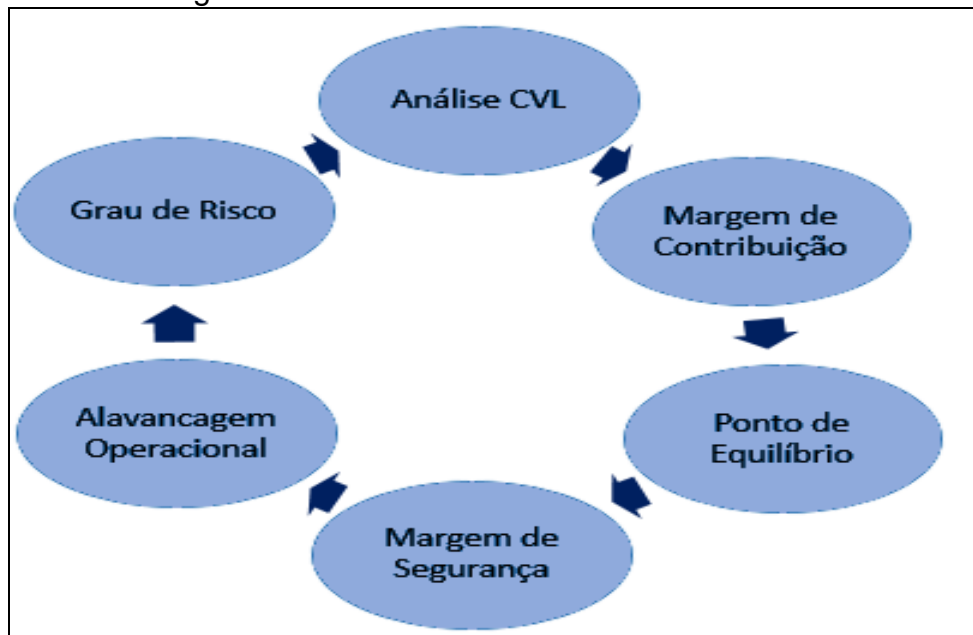 Análise CVL
Margem de
Contribuição
Ponto de
Equilíbrio
Margem de
Segurança
Alavancagem
Operacional
Grau de Risco